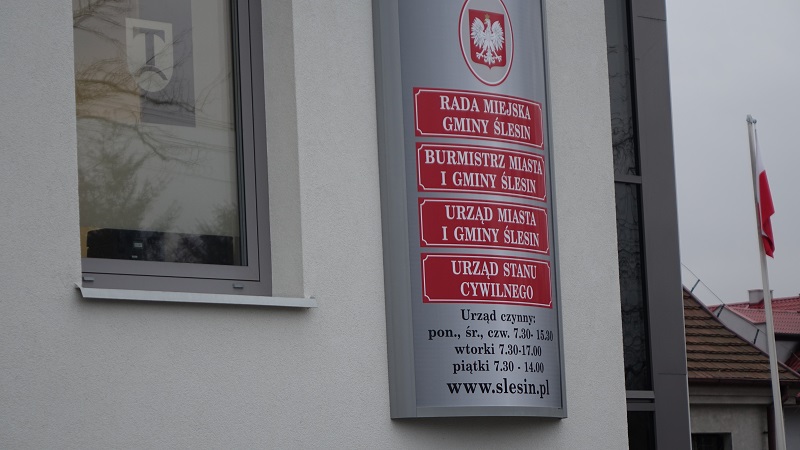 RADA MIEJSKA
GMINY ŚLESIN
BURMISTRZ MIASTA
I GMINY ŚLESIN
URZĄD MIASTA
I GMINY ŚLESIN
URZĄD STANU
CYWILNEGO
Urząd czynny:
pon., śr., czw. 7.30- 15.30
wtorki 7.30-17.00
piątki 7.30 - 14.00
www.slesin.pl